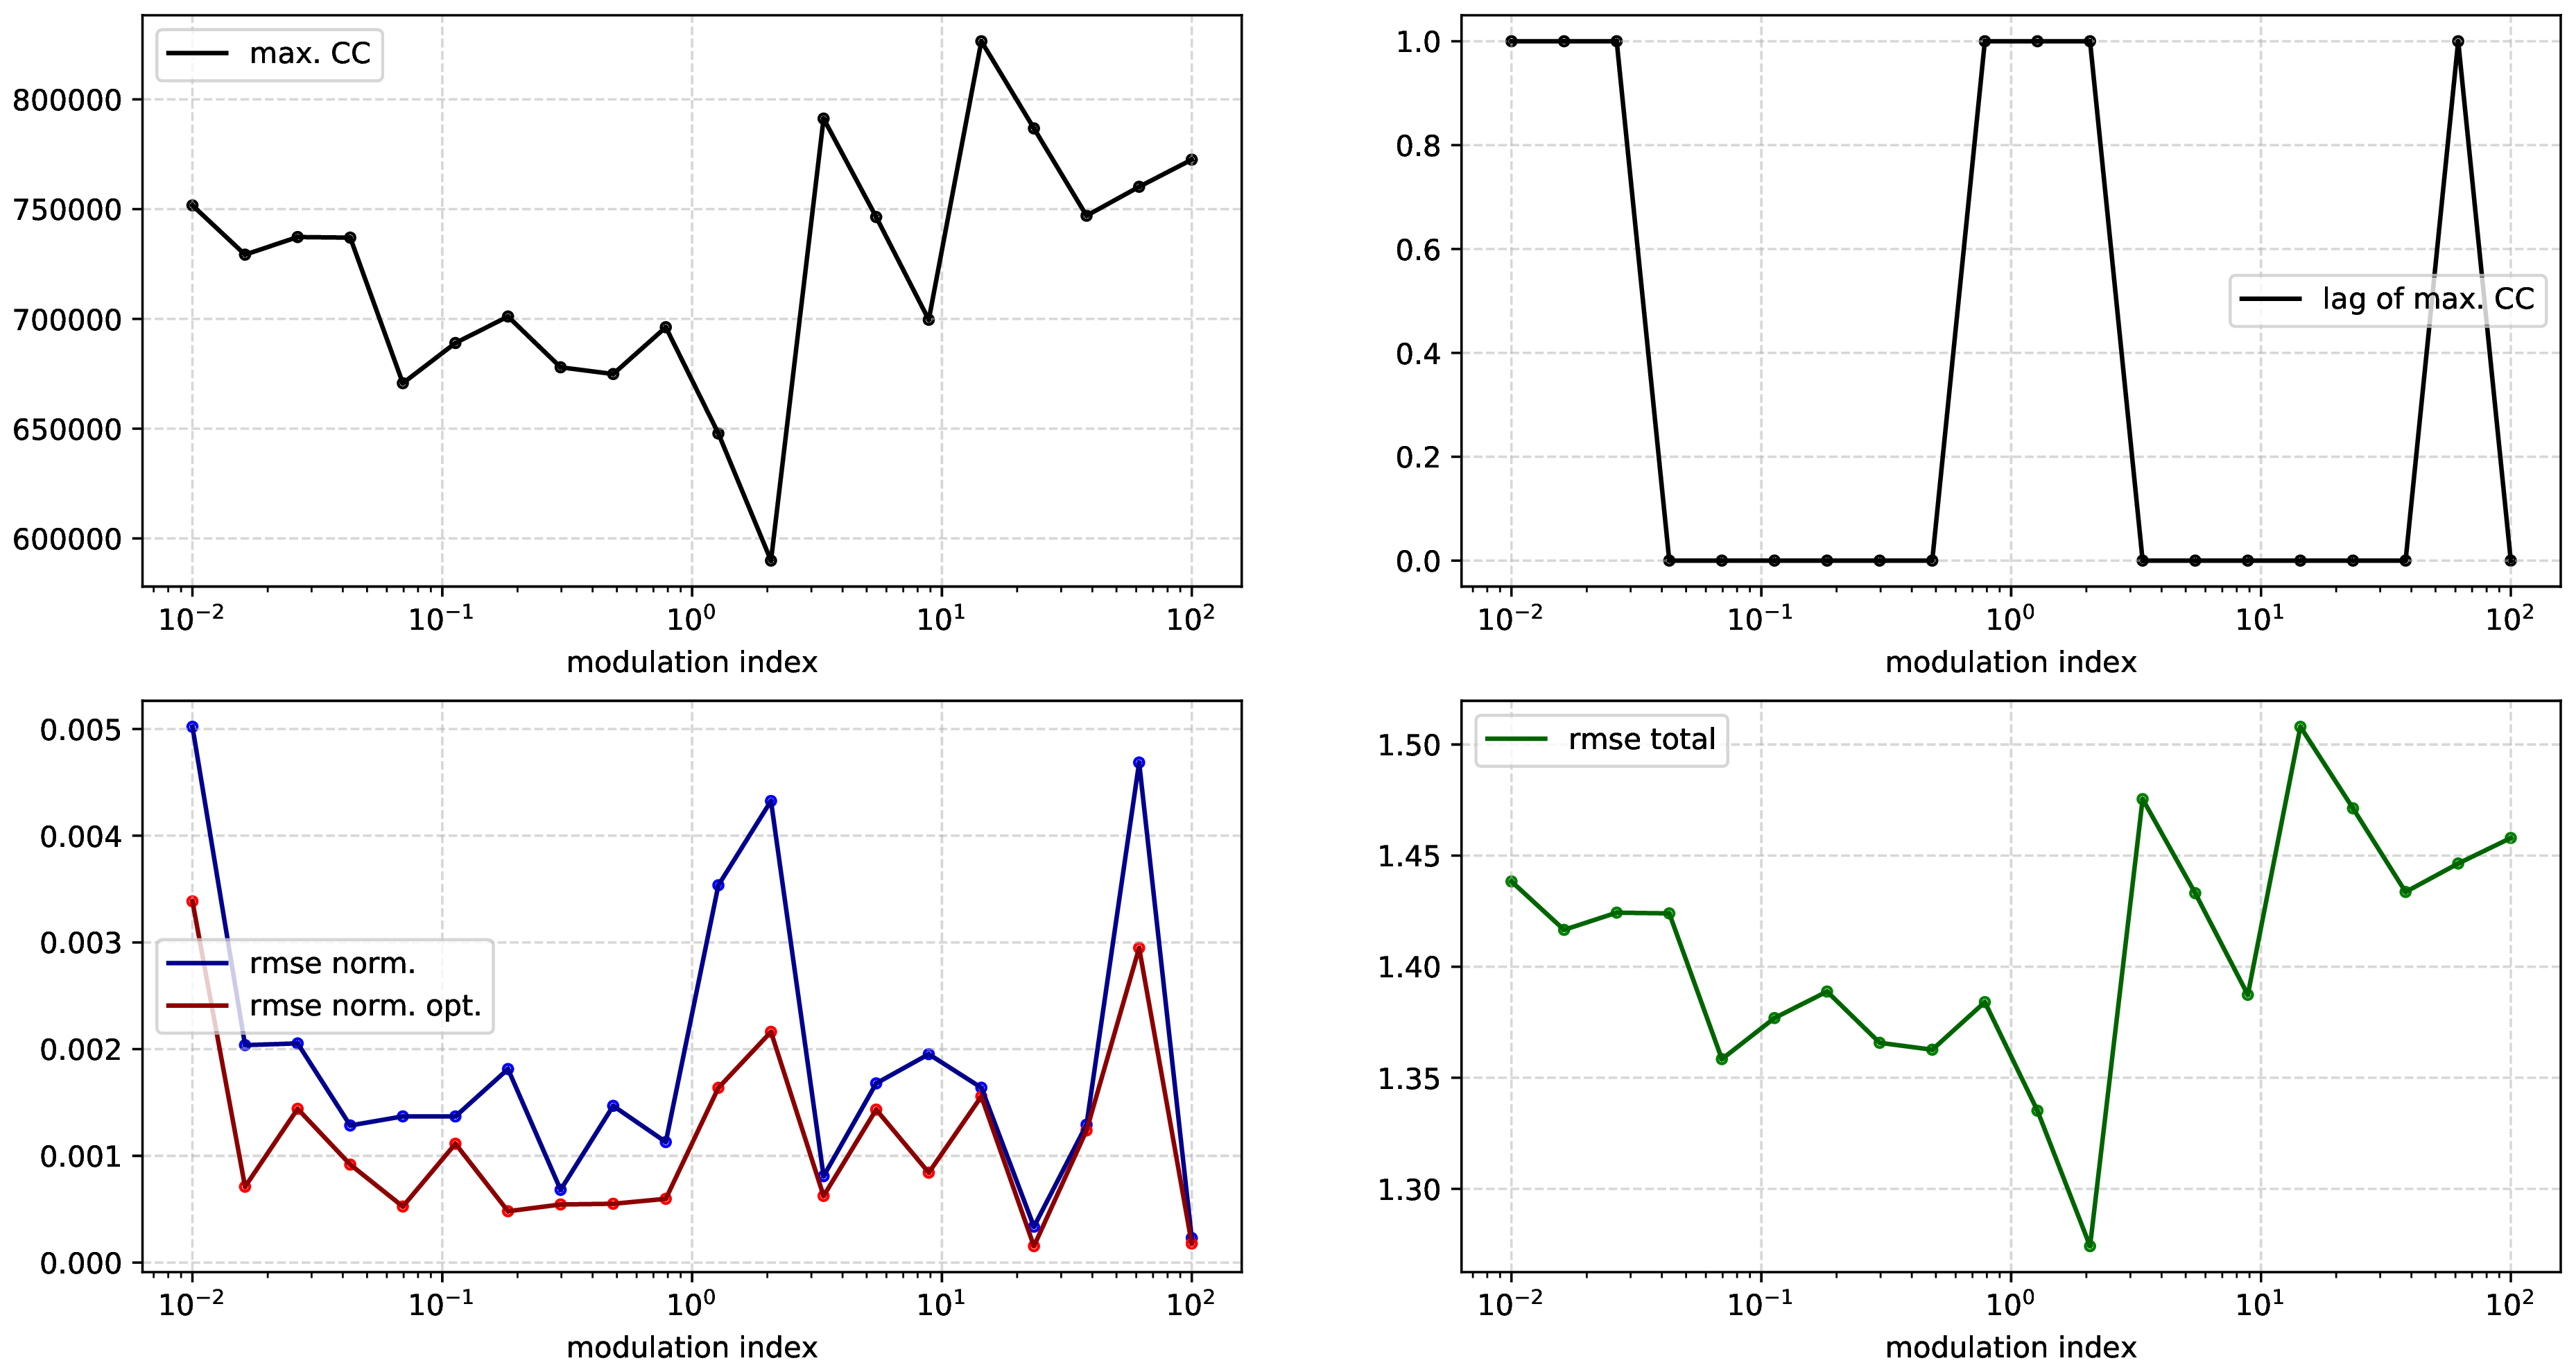 max. CC
800000
750000
700000
650000
600000
10⁻² 10⁻¹ 10⁰ 10¹ 10²
modulation index
1.0
0.8
0.6
0.4
0.2
0.0
lag of max. CC
10⁻² 10⁻¹ 10⁰ 10¹ 10²
modulation index
0.005
0.004
0.003
0.002
0.001
0.000
rmse norm.
rmse norm. opt.
10⁻² 10⁻¹ 10⁰ 10¹ 10²
modulation index
rmse total
1.50
1.45
1.40
1.35
1.30
10⁻² 10⁻¹ 10⁰ 10¹ 10²
modulation index